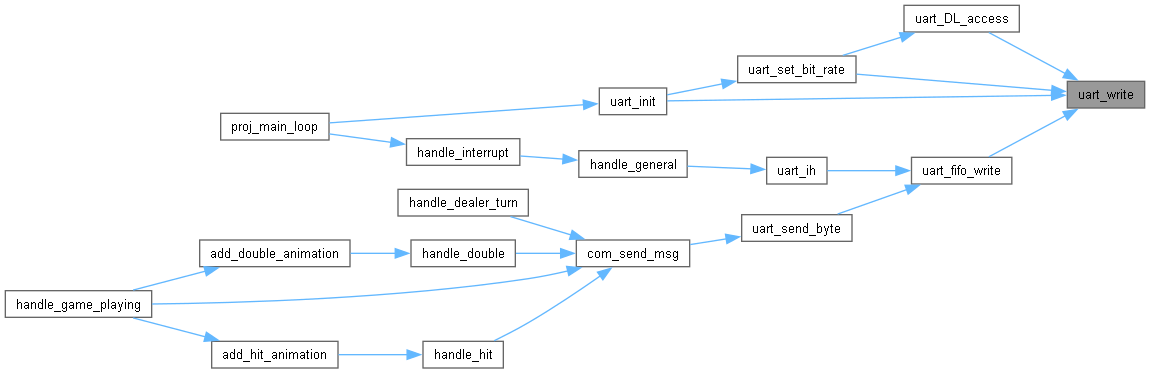 uart_DL_access
uart_set_bit_rate
uart_write
uart_init
proj_main_loop
handle_interrupt
handle_general
uart_ih
uart_fifo_write
handle_dealer_turn
uart_send_byte
add_double_animation
handle_double
com_send_msg
handle_game_playing
add_hit_animation
handle_hit